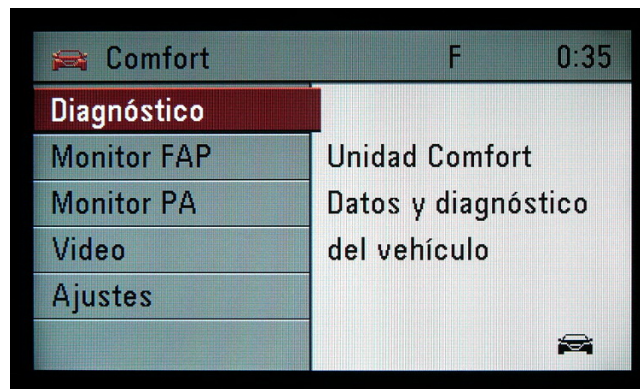 Comfort F 0:35
Diagnóstico
Monitor FAP
Monitor PA
Video
Ajustes
Unidad Comfort
Datos y diagnóstico
del vehículo